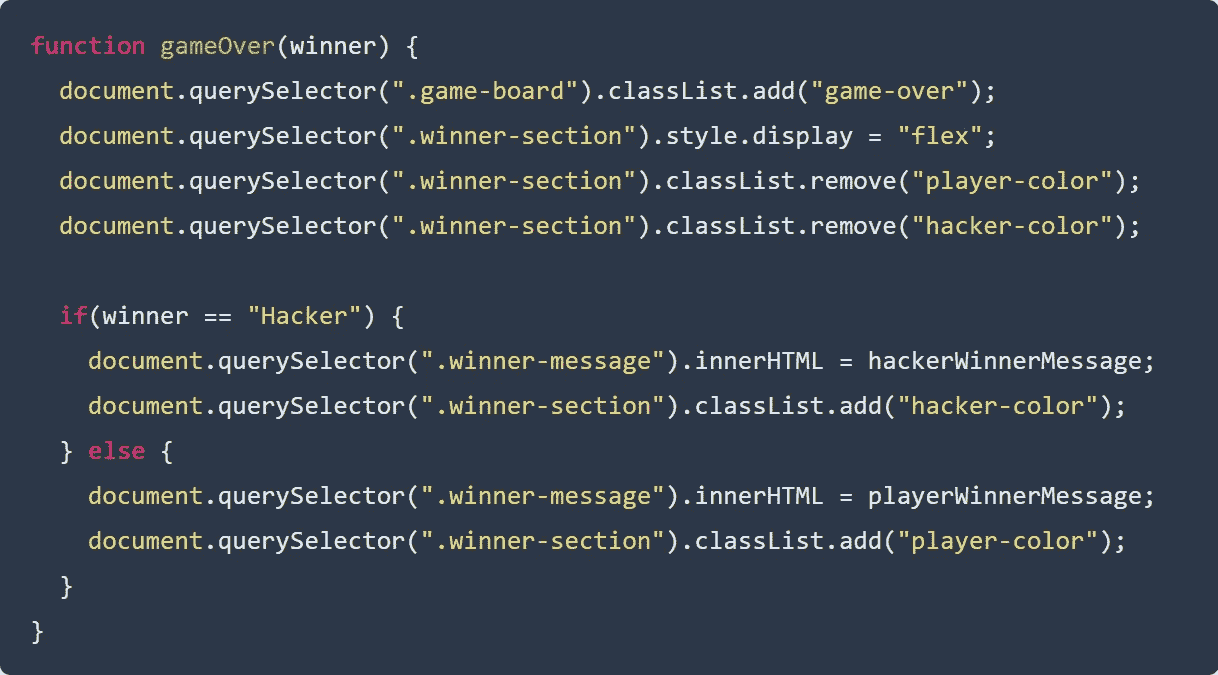 function gameOver(winner) {
  document.querySelector(".game-board").classList.add("game-over");
  document.querySelector(".winner-section").style.display = "flex";
  document.querySelector(".winner-section").classList.remove("player-color");
  document.querySelector(".winner-section").classList.remove("hacker-color");

  if(winner == "Hacker") {
    document.querySelector(".winner-message").innerHTML = hackerWinnerMessage;
    document.querySelector(".winner-section").classList.add("hacker-color");
  } else {
    document.querySelector(".winner-message").innerHTML = playerWinnerMessage;
    document.querySelector(".winner-section").classList.add("player-color");
  }
}